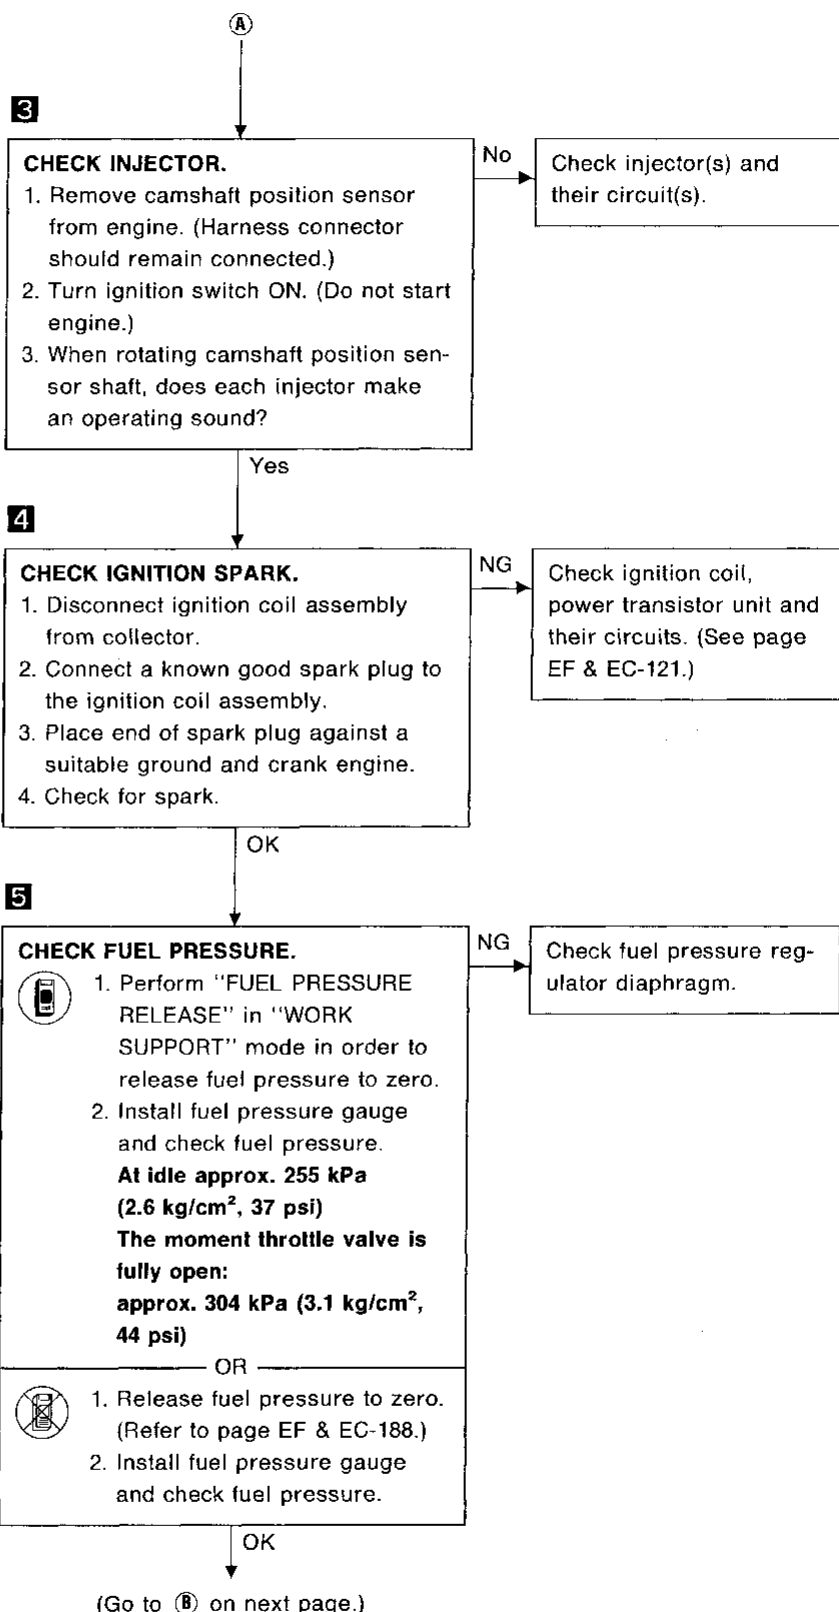 Ⓐ
3
CHECK INJECTOR.
1. Remove camshaft position sensor
from engine. (Harness connector
should remain connected.)
2. Turn ignition switch ON. (Do not start
engine.)
3. When rotating camshaft position sen-
sor shaft, does each injector make
an operating sound?
No
Check injector(s) and
their circuit(s).
Yes
4
CHECK IGNITION SPARK.
1. Disconnect ignition coil assembly
from collector.
2. Connect a known good spark plug to
the ignition coil assembly.
3. Place end of spark plug against a
suitable ground and crank engine.
4. Check for spark.
NG
Check ignition coil,
power transistor unit and
their circuits. (See page
EF & EC-121.)
OK
5
CHECK FUEL PRESSURE.
1. Perform "FUEL PRESSURE
RELEASE" in "WORK
SUPPORT" mode in order to
release fuel pressure to zero.
2. Install fuel pressure gauge
and check fuel pressure.
At idle approx. 255 kPa
(2.6 kg/cm², 37 psi)
The moment throttle valve is
fully open:
approx. 304 kPa (3.1 kg/cm²,
44 psi)
OR
1. Release fuel pressure to zero.
(Refer to page EF & EC-188.)
2. Install fuel pressure gauge
and check fuel pressure.
NG
Check fuel pressure reg-
ulator diaphragm.
OK
(Go to Ⓑ on next page.)